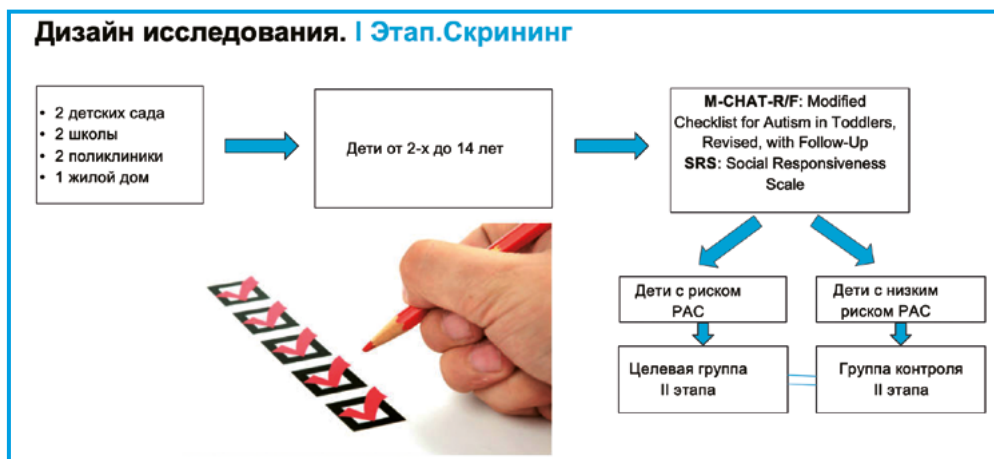 Дизайн исследования. I Этап.Скрининг
• 2 детских сада
• 2 школы
• 2 поликлиники
• 1 жилой дом
Дети от 2-х до 14 лет
M-CHAT-R/F: Modified
Checklist for Autism in Toddlers,
Revised, with Follow-Up
SRS: Social Responsiveness
Scale
Дети с риском
РАС
Дети с низким
риском РАС
Целевая группа
II этапа
Группа контроля
II этапа